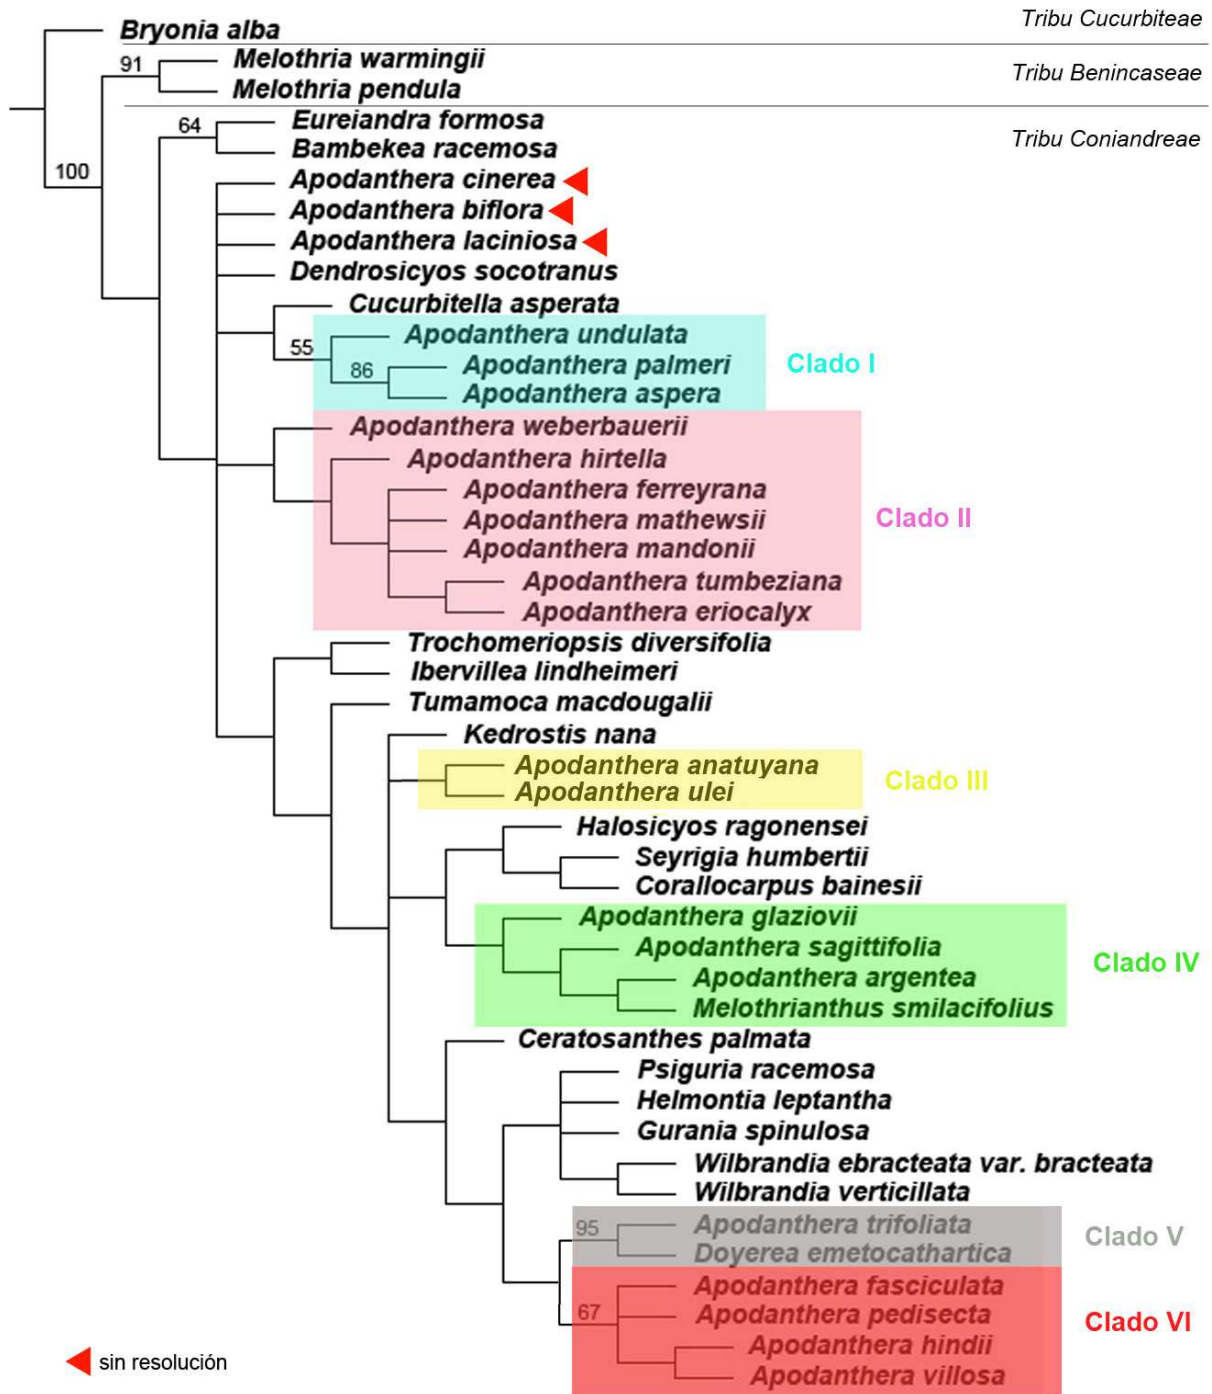 Tribu Cucurbiteae
Bryonia alba
91
Melothria warmingii
Tribu Benincaseae
Melothria pendula
64
Eureiandra formosa
Tribu Coniandreae
Bambekea racemosa
100
Apodanthera cinerea
Apodanthera biflora
Apodanthera laciniosa
Dendrosicyos socotranus
Cucurbitella asperata
Apodanthera undulata
55
86
Apodanthera palmeri
Clado I
Apodanthera aspera
Apodanthera weberbauerii
Apodanthera hirtella
Apodanthera ferreyrana
Apodanthera mathewsii
Clado II
Apodanthera mandonii
Apodanthera tumbeziana
Apodanthera eriocalyx
Trochomeriopsis diversifolia
Ibervillea lindheimeri
Tumamoca macdougalii
Kedrostis nana
Apodanthera anatuyana
Clado III
Apodanthera ulei
Halosicyos ragonensei
Seyrigia humbertii
Corallocarpus bainesii
Apodanthera glaziovii
Apodanthera sagittifolia
Clado IV
Apodanthera argentea
Melothrianthus smilacifolius
Ceratosanthes palmata
Psiguria racemosa
Helmontia leptantha
Gurania spinulosa
Wilbrandia ebracteata var. bracteata
Wilbrandia verticillata
95
Apodanthera trifoliata
Clado V
Doyerea emetocathartica
Apodanthera fasciculata
67
Apodanthera pedisecta
Clado VI
Apodanthera hindii
sin resolución
Apodanthera villosa